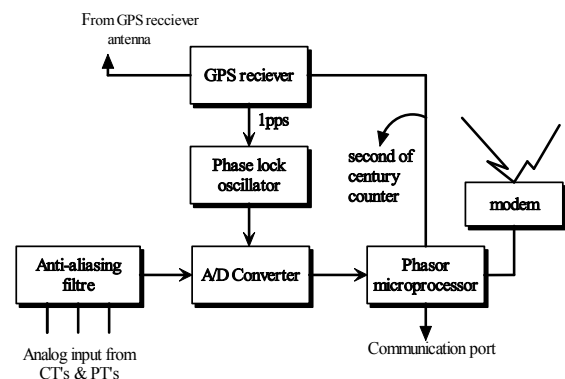 From GPS recciever
antenna
GPS reciever
1pps
Phase lock
oscillator
second of
century
counter
modem
Anti-aliasing
filtre
A/D Converter
Phasor
microprocessor
Analog input from
CT's & PT's
Communication port